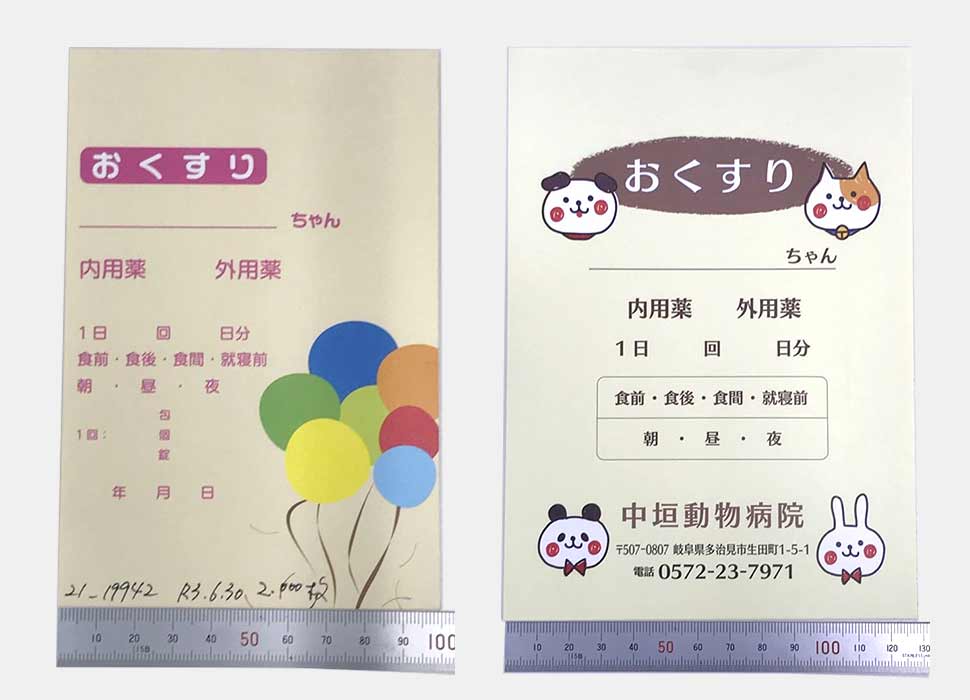 おくすり
ちゃん
内用薬 外用薬
1日 回 日分
食前・食後・食間・就寝前
朝 ・ 昼 ・ 夜
包
1回: 個
錠
年 月 日
21-19942 R3.6.30 2.600枚
10 20 30 40 50 60 70 80 90 100
おくすり
ちゃん
内用薬 外用薬
1日 回 日分
食前・食後・食間・就寝前
朝 ・ 昼 ・ 夜
中垣動物病院
〒507-0807 岐阜県多治見市生田町1-5-1
電話 0572-23-7971
10 20 30 40 50 60 70 80 90 100 110 120 130